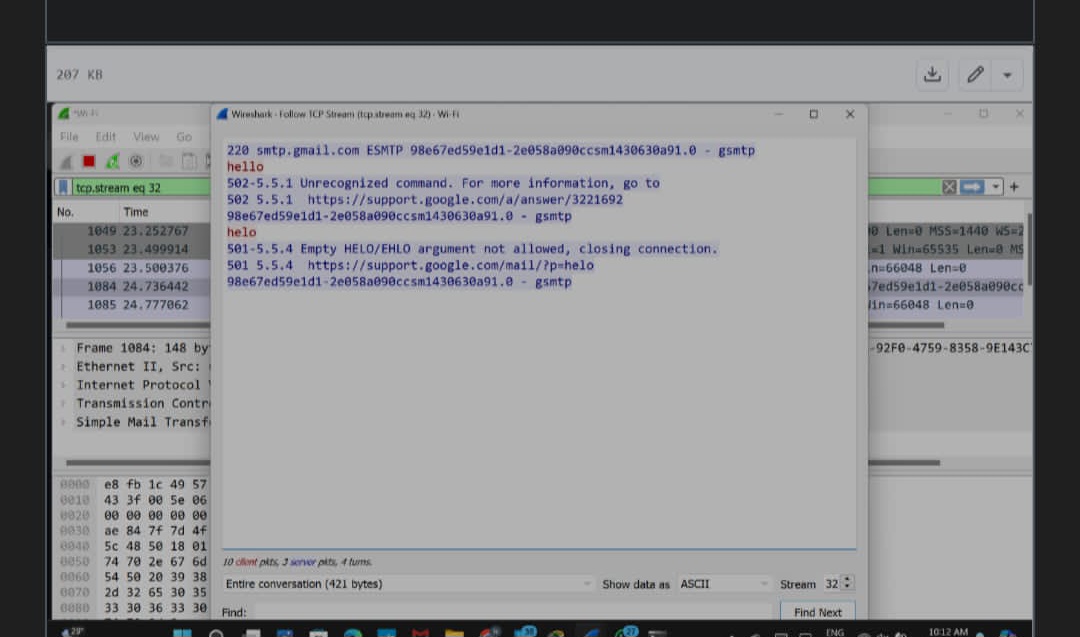 207 KB
*Wi-Fi
Wireshark · Follow TCP Stream (tcp.stream eq 32) · Wi-Fi
File Edit View Go
tcp.stream eq 32
No. Time
1049 23.252767
1053 23.499914
1056 23.500376
1084 24.736442
1085 24.777062
220 smtp.gmail.com ESMTP 98e67ed59e1d1-2e058a090ccsm1430630a91.0 - gsmtp
hello
502-5.5.1 Unrecognized command. For more information, go to
502 5.5.1  https://support.google.com/a/answer/3221692
98e67ed59e1d1-2e058a090ccsm1430630a91.0 - gsmtp
helo
501-5.5.4 Empty HELO/EHLO argument not allowed, closing connection.
501 5.5.4  https://support.google.com/mail/?p=helo
98e67ed59e1d1-2e058a090ccsm1430630a91.0 - gsmtp
Len=0 MSS=1440 WS=2
=1 Win=65535 Len=0 MS
n=66048 Len=0
7ed59e1d1-2e058a090cc
Win=66048 Len=0
Frame 1084: 148 by
Ethernet II, Src:
Internet Protocol
Transmission Contr
Simple Mail Transf
-92F0-4759-8358-9E143C
0000 e8 fb 1c 49 57
0010 43 3f 00 5e 06
0020 00 00 00 00 00
0030 ae 84 7f 7d 4f
0040 5c 48 50 18 01
0050 74 70 2e 67 6d
0060 54 50 20 39 38
0070 2d 32 65 30 35
0080 33 30 36 33 30
10 client pkts, 3 server pkts, 4 turns.
Entire conversation (421 bytes) Show data as ASCII Stream 32
Find: Find Next
29° ENG 10:12 AM